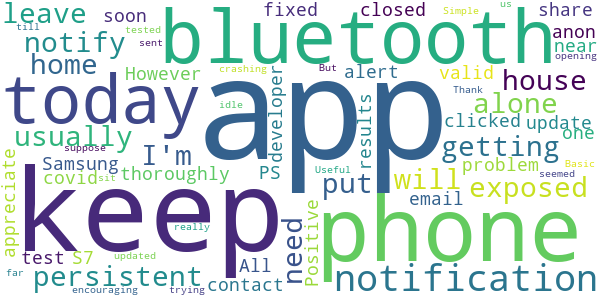 leave soon bluetooth fixed closed share
notify home However alert valid near anon
till tested sent Simple us opening
today app developer results house
crashing But Thank alone
usually I'm idle clicked update one
getting
appreciate suppose Samsung covid sit thoroughly PS put will exposed
problem Useful email Basic seemed
keep phone
test S7 updated really All need Positive notification
far persistent contact
encouraging trying